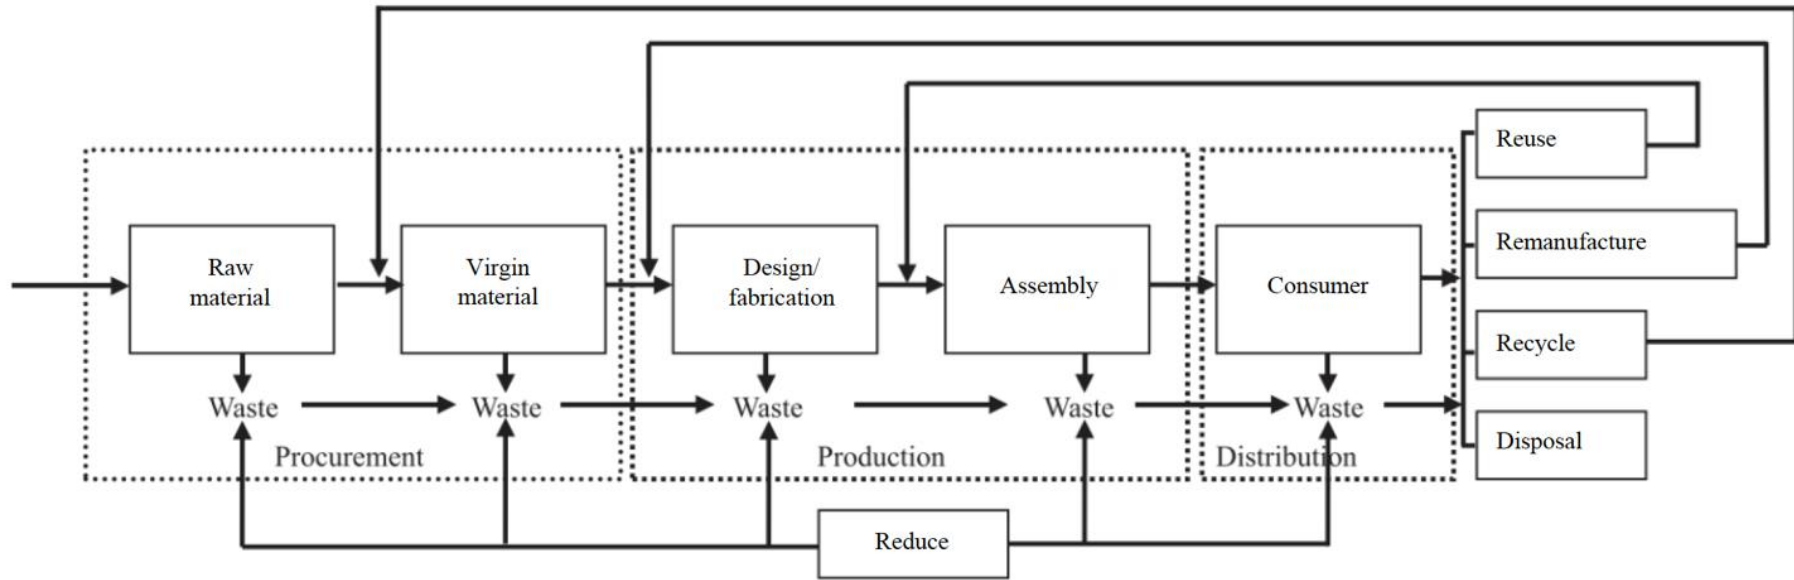 Reuse
Remanufacture
Raw
material
Virgin
material
Design/
fabrication
Assembly
Consumer
Recycle
Waste
Waste
Waste
Waste
Waste
Disposal
Procurement
Production
Distribution
Reduce